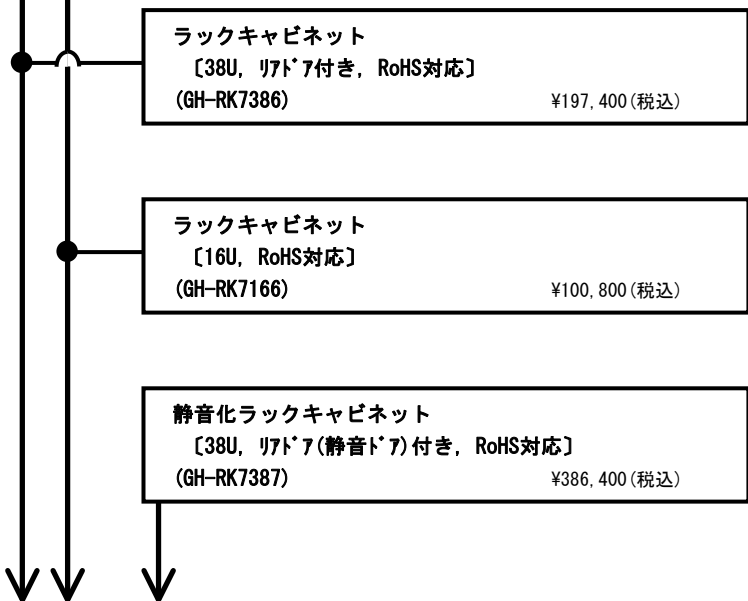 ラックキャビネット
〔38U, ﾘｱﾄﾞｱ付き, RoHS対応〕
(GH-RK7386) ¥197,400(税込)
ラックキャビネット
〔16U, RoHS対応〕
(GH-RK7166) ¥100,800(税込)
静音化ラックキャビネット
〔38U, ﾘｱﾄﾞｱ(静音ﾄﾞｱ)付き, RoHS対応〕
(GH-RK7387) ¥386,400(税込)